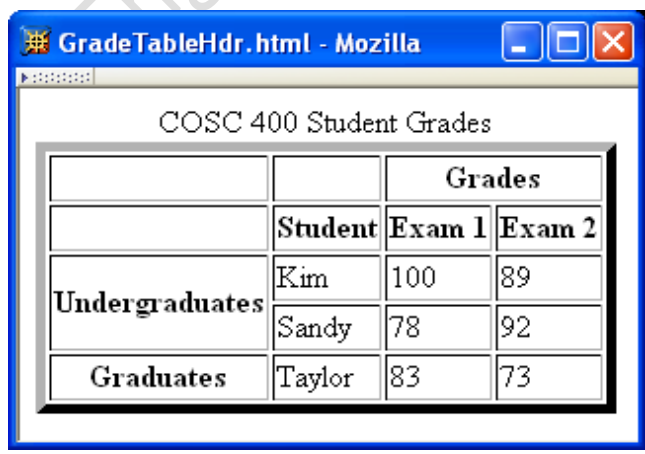 GradeTableHdr.html - Mozilla
COSC 400 Student Grades
Grades
Student Exam 1 Exam 2
Undergraduates Kim 100 89
Sandy 78 92
Graduates Taylor 83 73